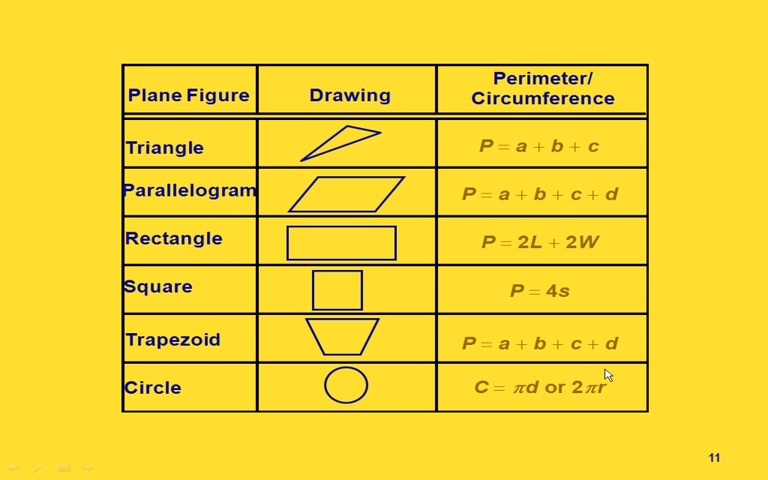 Plane Figure Drawing Perimeter/
Circumference
Triangle P = a + b + c
Parallelogram P = a + b + c + d
Rectangle P = 2L + 2W
Square P = 4s
Trapezoid P = a + b + c + d
Circle C = πd or 2πr
11